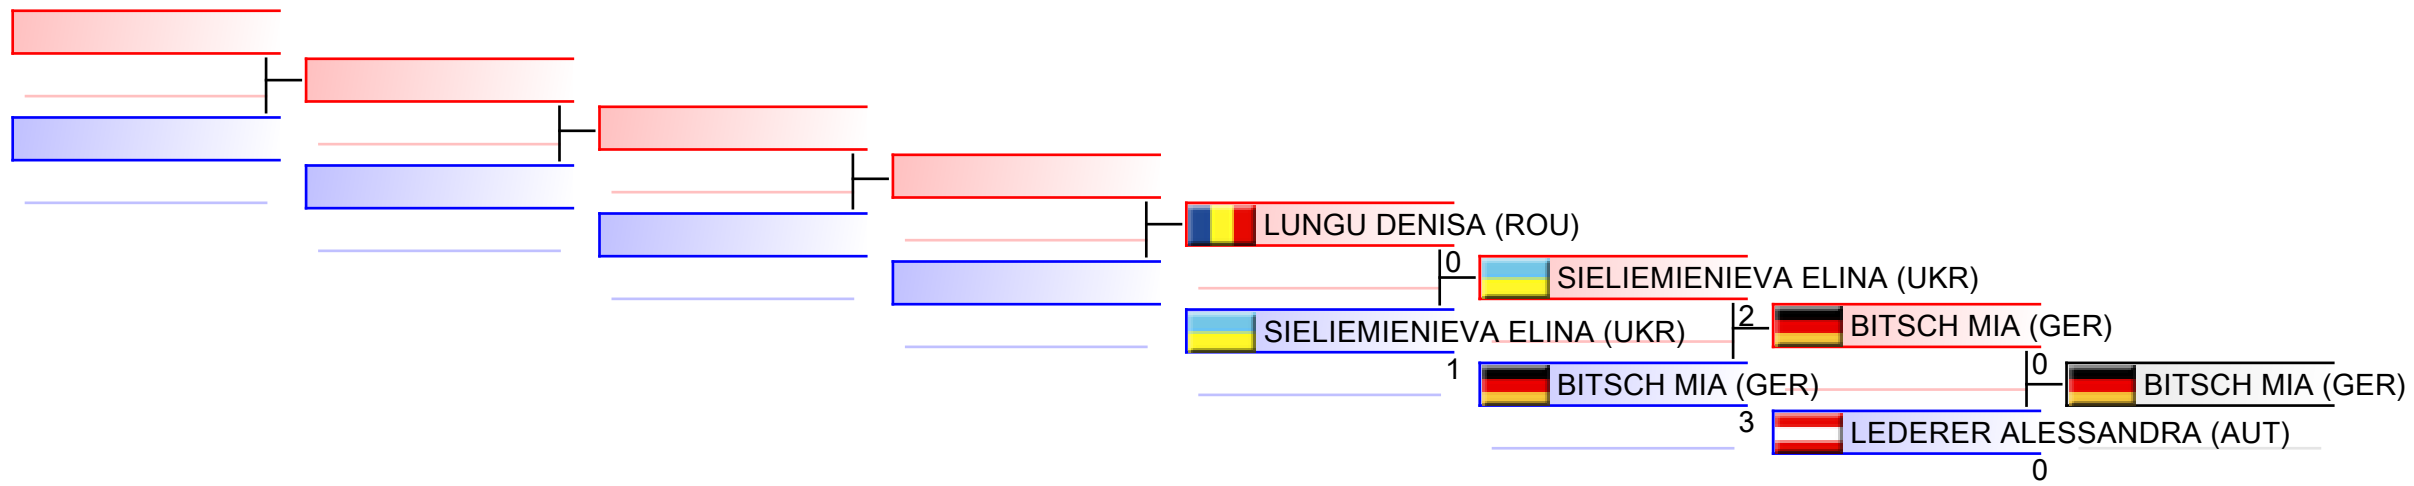 LUNGU DENISA (ROU)
0
SIELIEMIENIEVA ELINA (UKR)
SIELIEMIENIEVA ELINA (UKR)
1
2
BITSCH MIA (GER)
BITSCH MIA (GER)
3
0
BITSCH MIA (GER)
LEDERER ALESSANDRA (AUT)
0